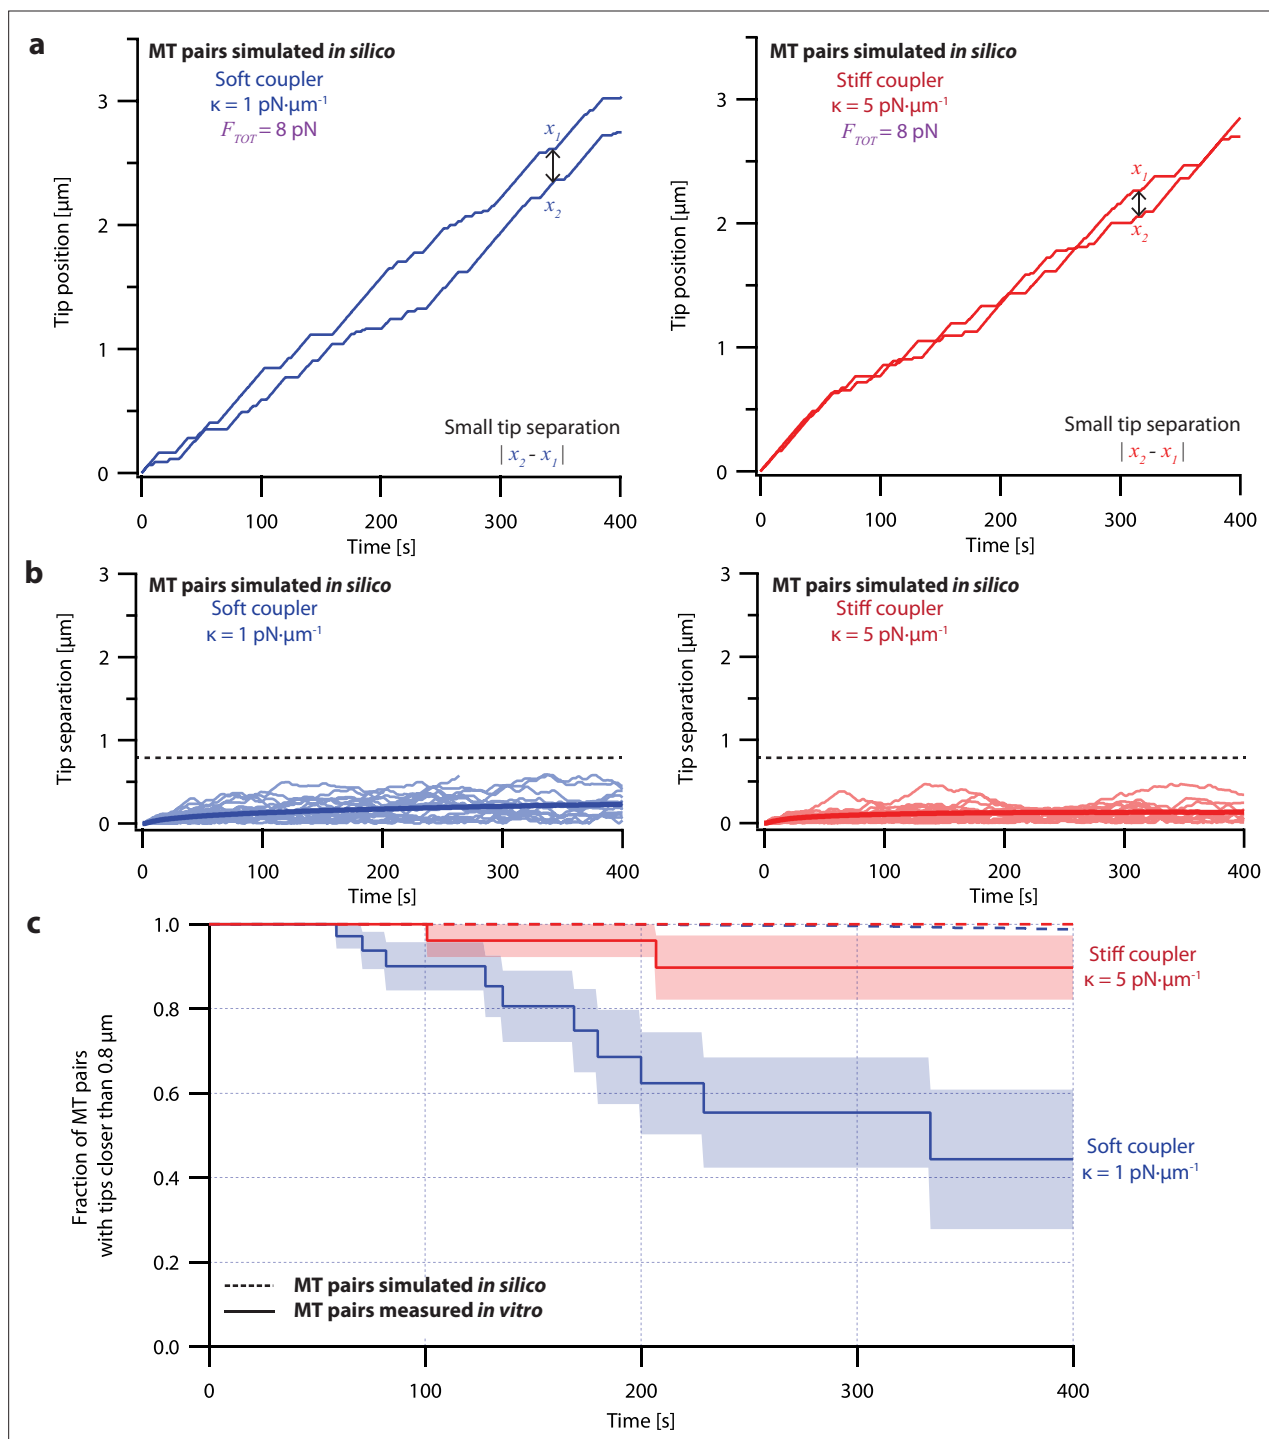 a
MT pairs simulated in silico
Soft coupler
κ = 1 pN·µm-1
FTOT = 8 pN
x1
x2
Small tip separation
| x2 - x1 |
Tip position [µm]
3
2
1
0
0 100 200 300 400
Time [s]
MT pairs simulated in silico
Stiff coupler
κ = 5 pN·µm-1
FTOT = 8 pN
x1
x2
Small tip separation
| x2 - x1 |
Tip position [µm]
3
2
1
0
0 100 200 300 400
Time [s]
b
MT pairs simulated in silico
Soft coupler
κ = 1 pN·µm-1
Tip separation [µm]
3
2
1
0
0 100 200 300 400
Time [s]
MT pairs simulated in silico
Stiff coupler
κ = 5 pN·µm-1
Tip separation [µm]
3
2
1
0
0 100 200 300 400
Time [s]
c
Fraction of MT pairs
with tips closer than 0.8 µm
1.0
0.8
0.6
0.4
0.2
0.0
Stiff coupler
κ = 5 pN·µm-1
Soft coupler
κ = 1 pN·µm-1
MT pairs simulated in silico
MT pairs measured in vitro
0 100 200 300 400
Time [s]